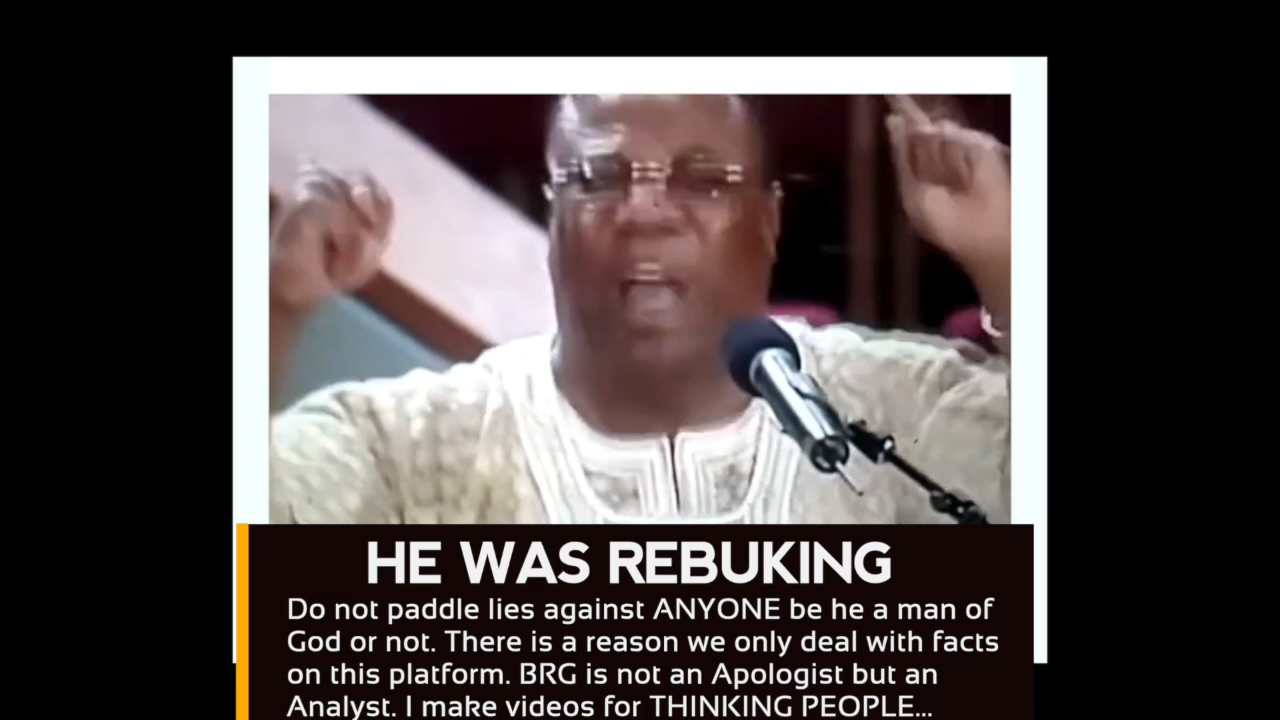 HE WAS REBUKING
Do not paddle lies against ANYONE be he a man of
God or not. There is a reason we only deal with facts
on this platform. BRG is not an Apologist but an
Analyst. I make videos for THINKING PEOPLE...